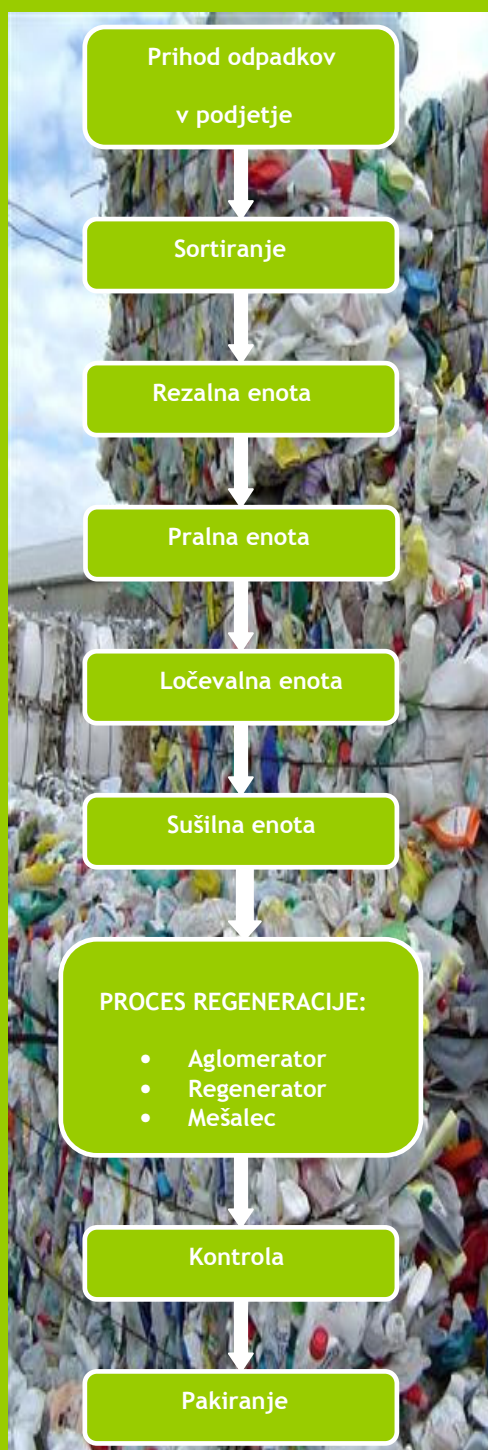 Prihod odpadkov
v podjetje
Sortiranje
Rezalna enota
Pralna enota
Ločevalna enota
Sušilna enota
PROCES REGENERACIJE:
• Aglomerator
• Regenerator
• Mešalec
Kontrola
Pakiranje